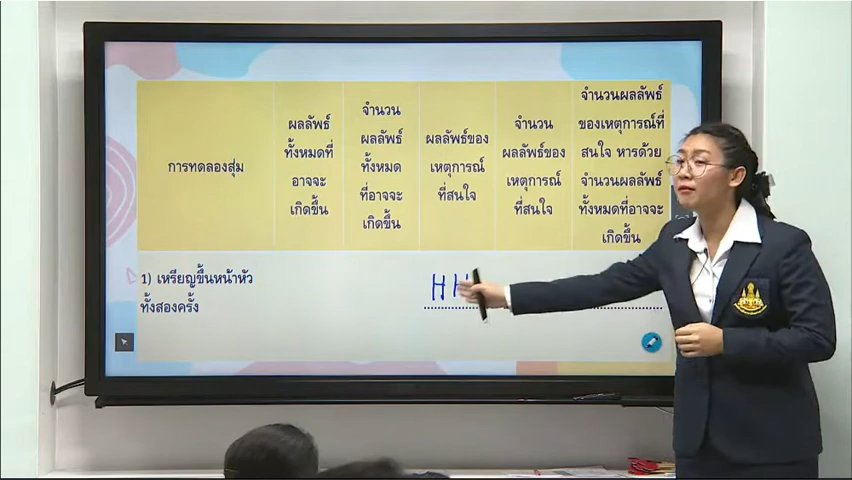 การทดลองสุ่ม
ผลลัพธ์
ทั้งหมดที่
อาจจะ
เกิดขึ้น
จำนวน
ผลลัพธ์
ทั้งหมด
ที่อาจจะ
เกิดขึ้น
ผลลัพธ์ของ
เหตุการณ์
ที่สนใจ
จำนวน
ผลลัพธ์ของ
เหตุการณ์
ที่สนใจ
จำนวนผลลัพธ์
ของเหตุการณ์ที่
สนใจ หารด้วย
จำนวนผลลัพธ์
ทั้งหมดที่อาจจะ
เกิดขึ้น
1) เหรียญขึ้นหน้าหัว
ทั้งสองครั้ง
HH